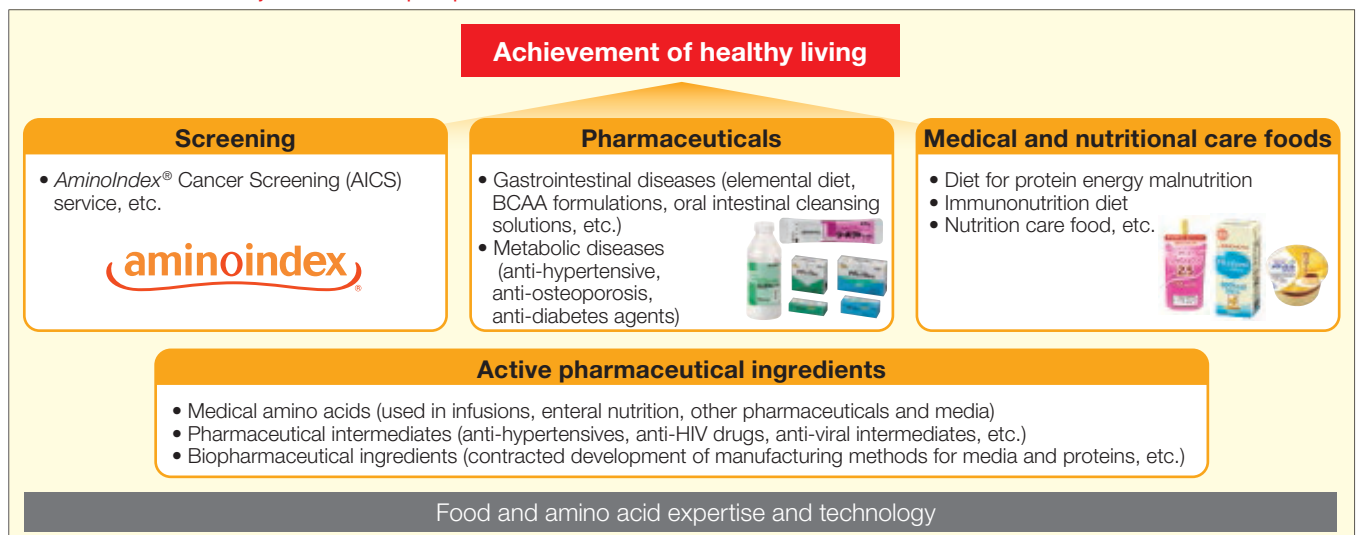 Achievement of healthy living
Screening
• AminoIndex® Cancer Screening (AICS)
service, etc.
aminoindex®
Pharmaceuticals
• Gastrointestinal diseases (elemental diet,
BCAA formulations, oral intestinal cleansing
solutions, etc.)
• Metabolic diseases
(anti-hypertensive,
anti-osteoporosis,
anti-diabetes agents)
Medical and nutritional care foods
• Diet for protein energy malnutrition
• Immunonutrition diet
• Nutrition care food, etc.
2.5
Active pharmaceutical ingredients
• Medical amino acids (used in infusions, enteral nutrition, other pharmaceuticals and media)
• Pharmaceutical intermediates (anti-hypertensives, anti-HIV drugs, anti-viral intermediates, etc.)
• Biopharmaceutical ingredients (contracted development of manufacturing methods for media and proteins, etc.)
Food and amino acid expertise and technology